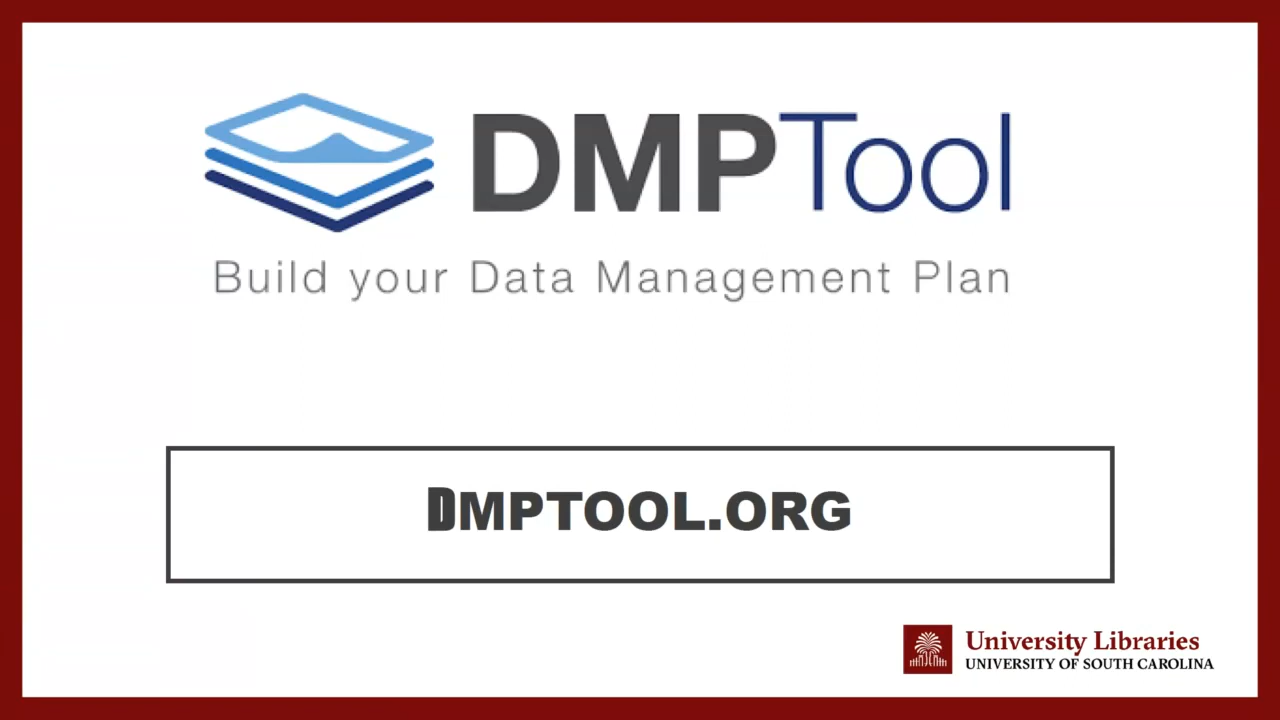 DMPTool
Build your Data Management Plan
DMPTOOL.ORG
University Libraries
UNIVERSITY OF SOUTH CAROLINA